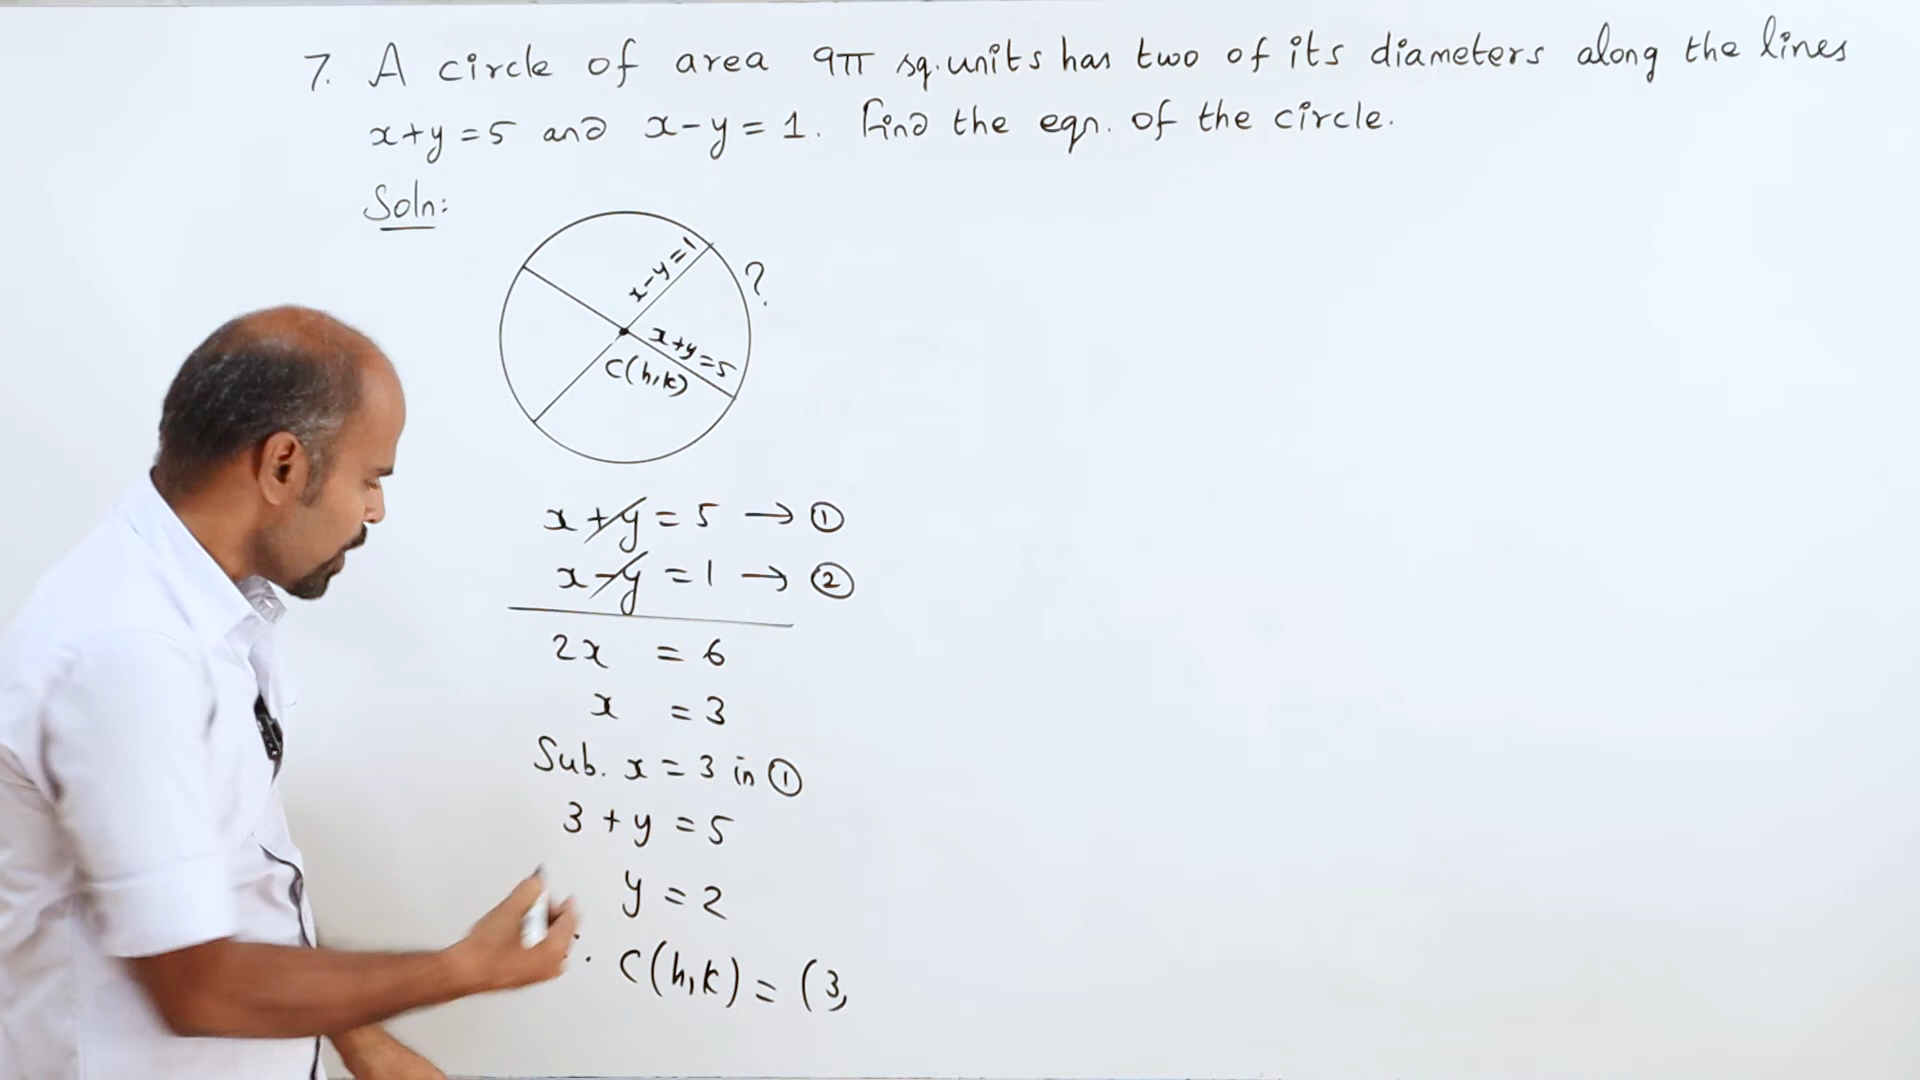 7. A circle of area 9π sq.units has two of its diameters along the lines
x+y=5 and x-y=1. Find the eqn. of the circle.
Soln:
x-y=1
?
x+y=5
C(h,k)
x+y=5 → ①
x-y=1 → ②
2x = 6
x = 3
Sub. x=3 in ①
3+y=5
y=2
∴ C(h,k) = (3,